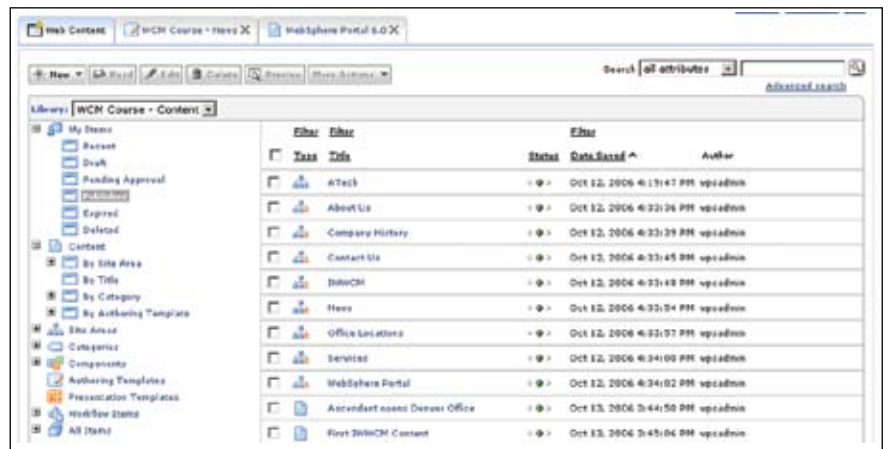 Web Content WCM Course - News X WebSphere Portal 6.0 X
New Read Edit Delete Preview More Actions
Search all attributes
Advanced search
Library: WCM Course - Content
My Items
Recent
Draft
Pending Approval
Expired
Deleted
Content
By Site Area
By Title
By Category
By Authoring Template
Site Areas
Categories
Components
Authoring Templates
Presentation Templates
Workflow Items
All Items
Filter Filter Filter
Type Title Status Date Saved Author
ATech Oct 12, 2006 4:19:47 PM wpsadmin
About Us Oct 12, 2006 4:33:36 PM wpsadmin
Company History Oct 12, 2006 4:33:39 PM wpsadmin
Contact Us Oct 12, 2006 4:33:45 PM wpsadmin
IWWCM Oct 12, 2006 4:33:48 PM wpsadmin
News Oct 12, 2006 4:33:54 PM wpsadmin
Office Locations Oct 12, 2006 4:33:57 PM wpsadmin
Services Oct 12, 2006 4:34:00 PM wpsadmin
WebSphere Portal Oct 12, 2006 4:34:02 PM wpsadmin
Ascendant opens Denver Office Oct 13, 2006 3:44:50 PM wpsadmin
First IWWCM Content Oct 13, 2006 3:45:06 PM wpsadmin